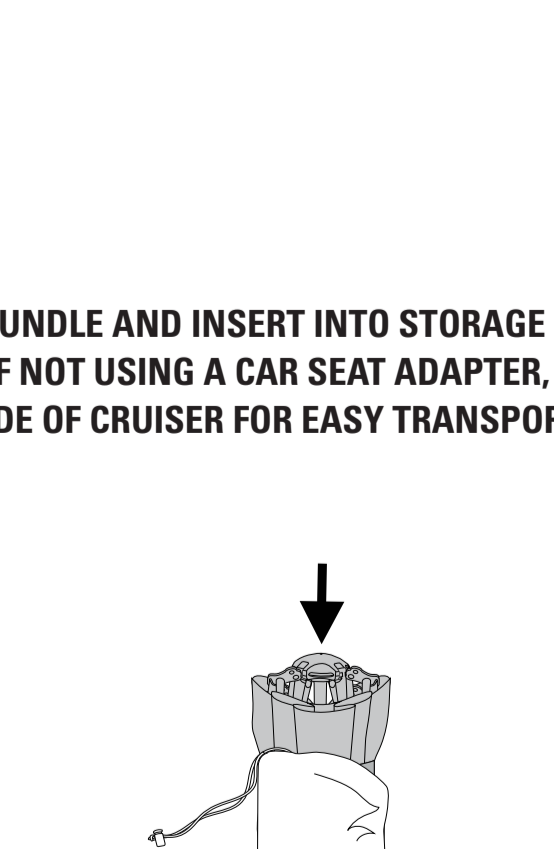 UNDLE AND INSERT INTO STORAGE
F NOT USING A CAR SEAT ADAPTER,
DE OF CRUISER FOR EASY TRANSPOR